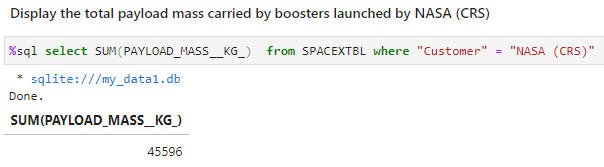 Display the total payload mass carried by boosters launched by NASA (CRS)
%sql select SUM(PAYLOAD_MASS__KG_)  from SPACEXTBL where "Customer" = "NASA (CRS)"
* sqlite:///my_data1.db
Done.
SUM(PAYLOAD_MASS__KG_)
45596